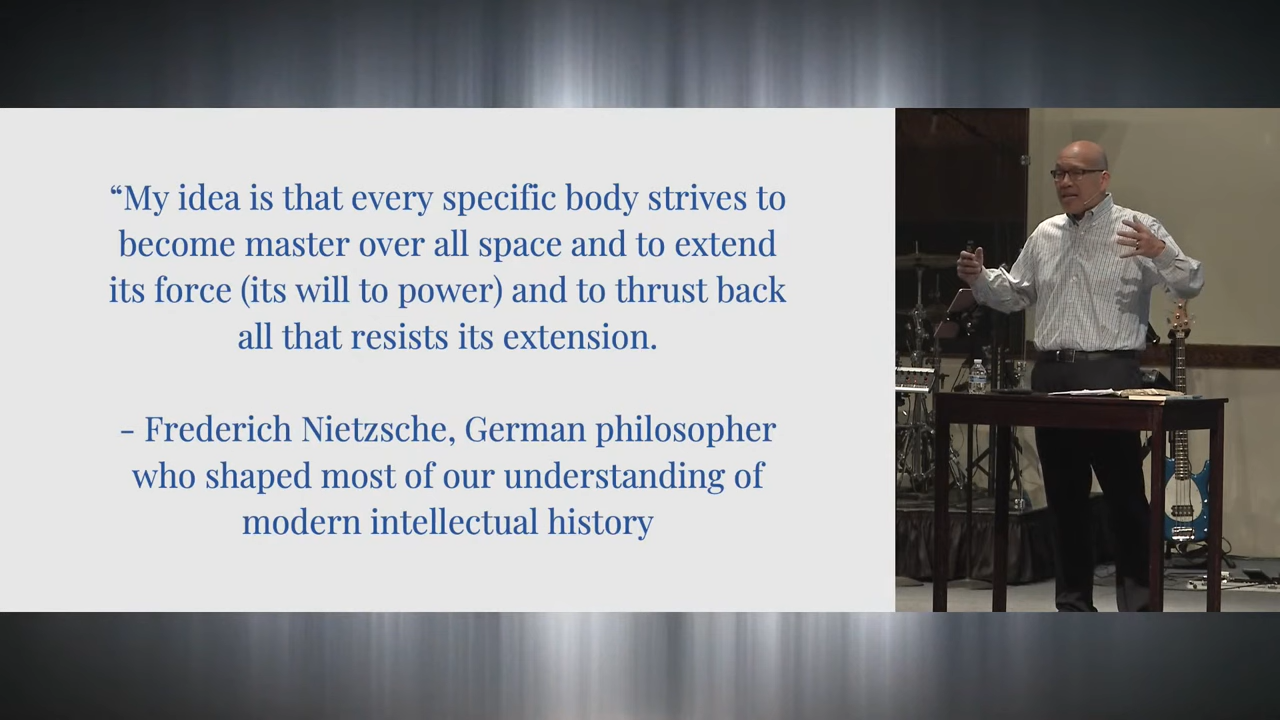 “My idea is that every specific body strives to
become master over all space and to extend
its force (its will to power) and to thrust back
all that resists its extension.
- Frederich Nietzsche, German philosopher
who shaped most of our understanding of
modern intellectual history